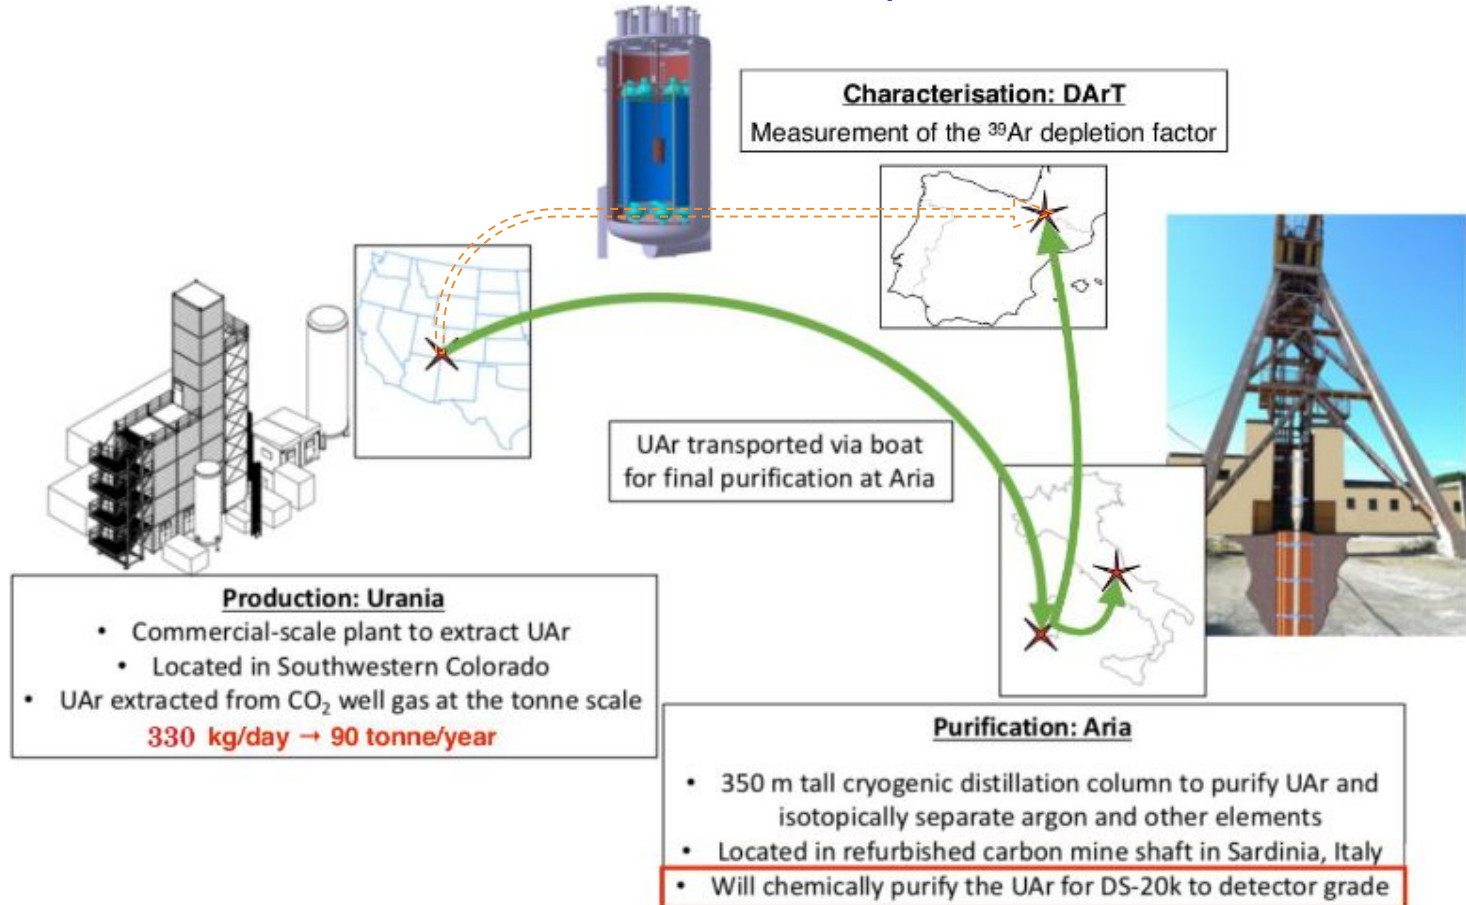 Characterisation: DArT
Measurement of the ³⁹Ar depletion factor
UAr transported via boat
for final purification at Aria
Production: Urania
• Commercial-scale plant to extract UAr
• Located in Southwestern Colorado
• UAr extracted from CO₂ well gas at the tonne scale
330 kg/day → 90 tonne/year
Purification: Aria
• 350 m tall cryogenic distillation column to purify UAr and
isotopically separate argon and other elements
• Located in refurbished carbon mine shaft in Sardinia, Italy
• Will chemically purify the UAr for DS-20k to detector grade